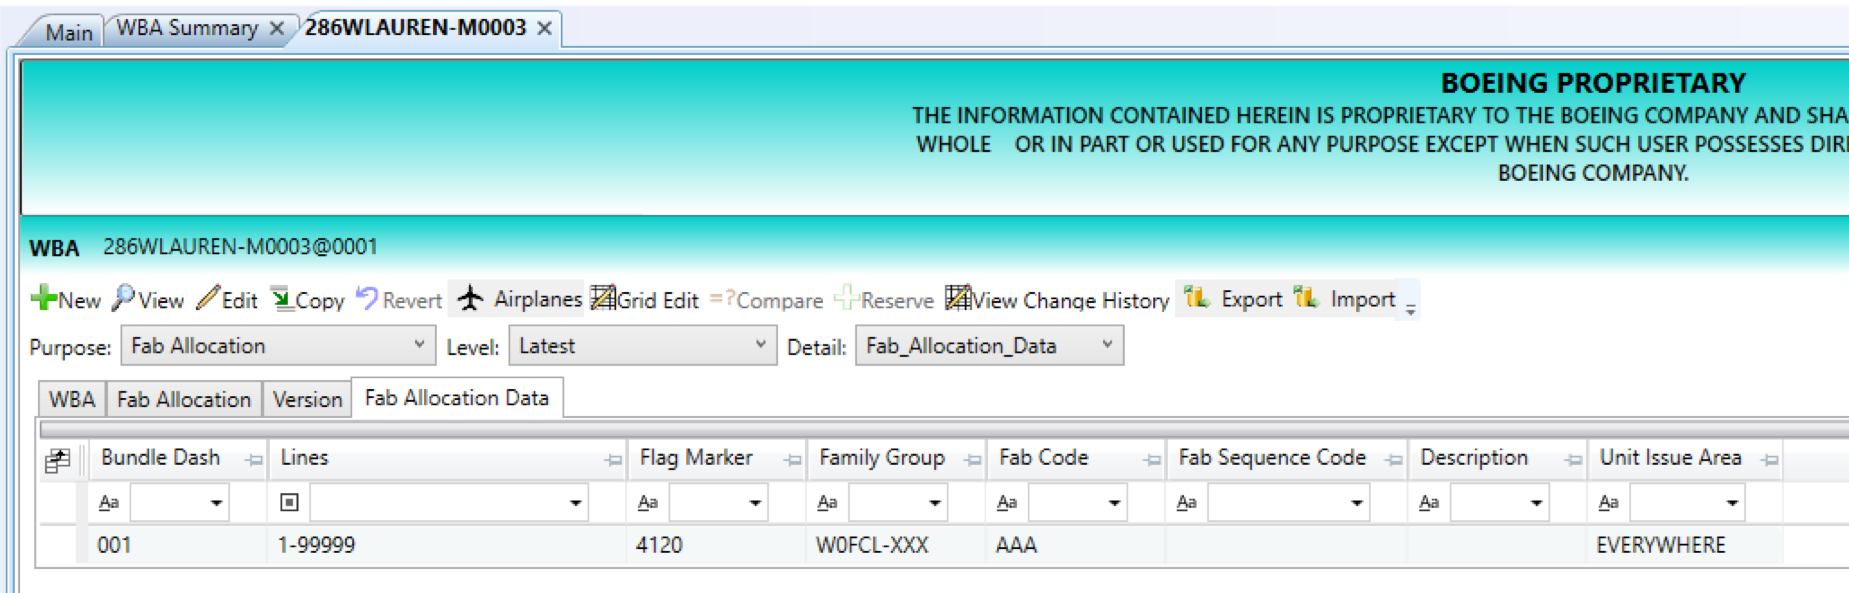 Main WBA Summary 286WLAUREN-M0003
BOEING PROPRIETARY
THE INFORMATION CONTAINED HEREIN IS PROPRIETARY TO THE BOEING COMPANY AND SHA
WHOLE OR IN PART OR USED FOR ANY PURPOSE EXCEPT WHEN SUCH USER POSSESSES DIR
BOEING COMPANY.
WBA 286WLAUREN-M0003@0001
New View Edit Copy Revert Airplanes Grid Edit =?Compare Reserve View Change History Export Import
Purpose: Fab Allocation Level: Latest Detail: Fab_Allocation_Data
WBA Fab Allocation Version Fab Allocation Data
Bundle Dash Lines Flag Marker Family Group Fab Code Fab Sequence Code Description Unit Issue Area
Aa Aa Aa Aa Aa Aa Aa
001 1-99999 4120 W0FCL-XXX AAA EVERYWHERE